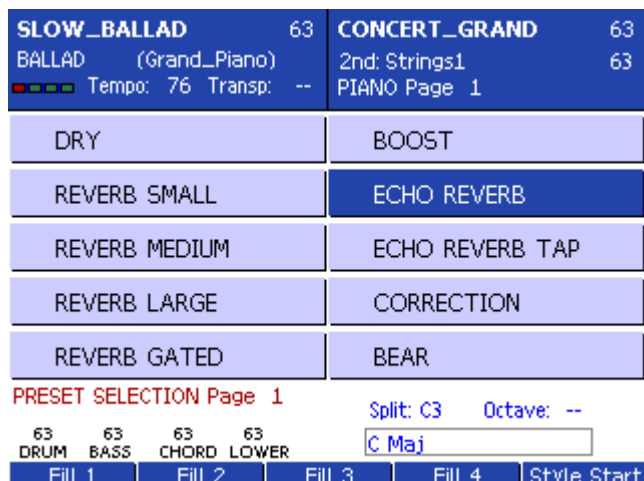 SLOW_BALLAD 63
BALLAD (Grand_Piano)
Tempo: 76 Transp: --
CONCERT_GRAND 63
2nd: Strings1 63
PIANO Page 1
DRY
BOOST
REVERB SMALL
ECHO REVERB
REVERB MEDIUM
ECHO REVERB TAP
REVERB LARGE
CORRECTION
REVERB GATED
BEAR
PRESET SELECTION Page 1
Split: C3 Octave: --
63 63 63 63
DRUM BASS CHORD LOWER
C Maj
Fill 1 Fill 2 Fill 3 Fill 4 Style Start